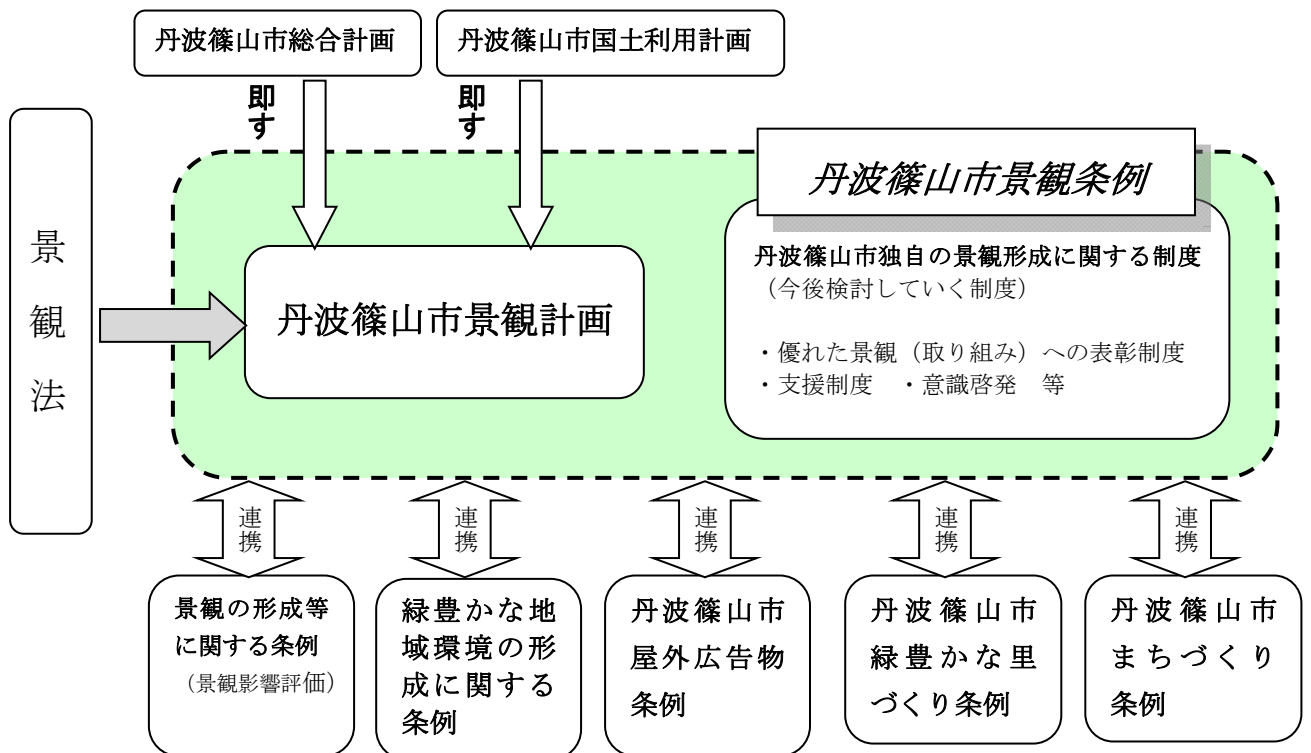 丹波篠山市総合計画
丹波篠山市国土利用計画
即す
即す
景観法
丹波篠山市景観条例
丹波篠山市独自の景観形成に関する制度
（今後検討していく制度）
・優れた景観（取り組み）への表彰制度
・支援制度　・意識啓発　等
丹波篠山市景観計画
連携
連携
連携
連携
連携
景観の形成等
に関する条例
（景観影響評価）
緑豊かな地
域環境の形
成に関する
条例
丹波篠山市
屋外広告物
条例
丹波篠山市
緑豊かな里
づくり条例
丹波篠山市
まちづくり
条例